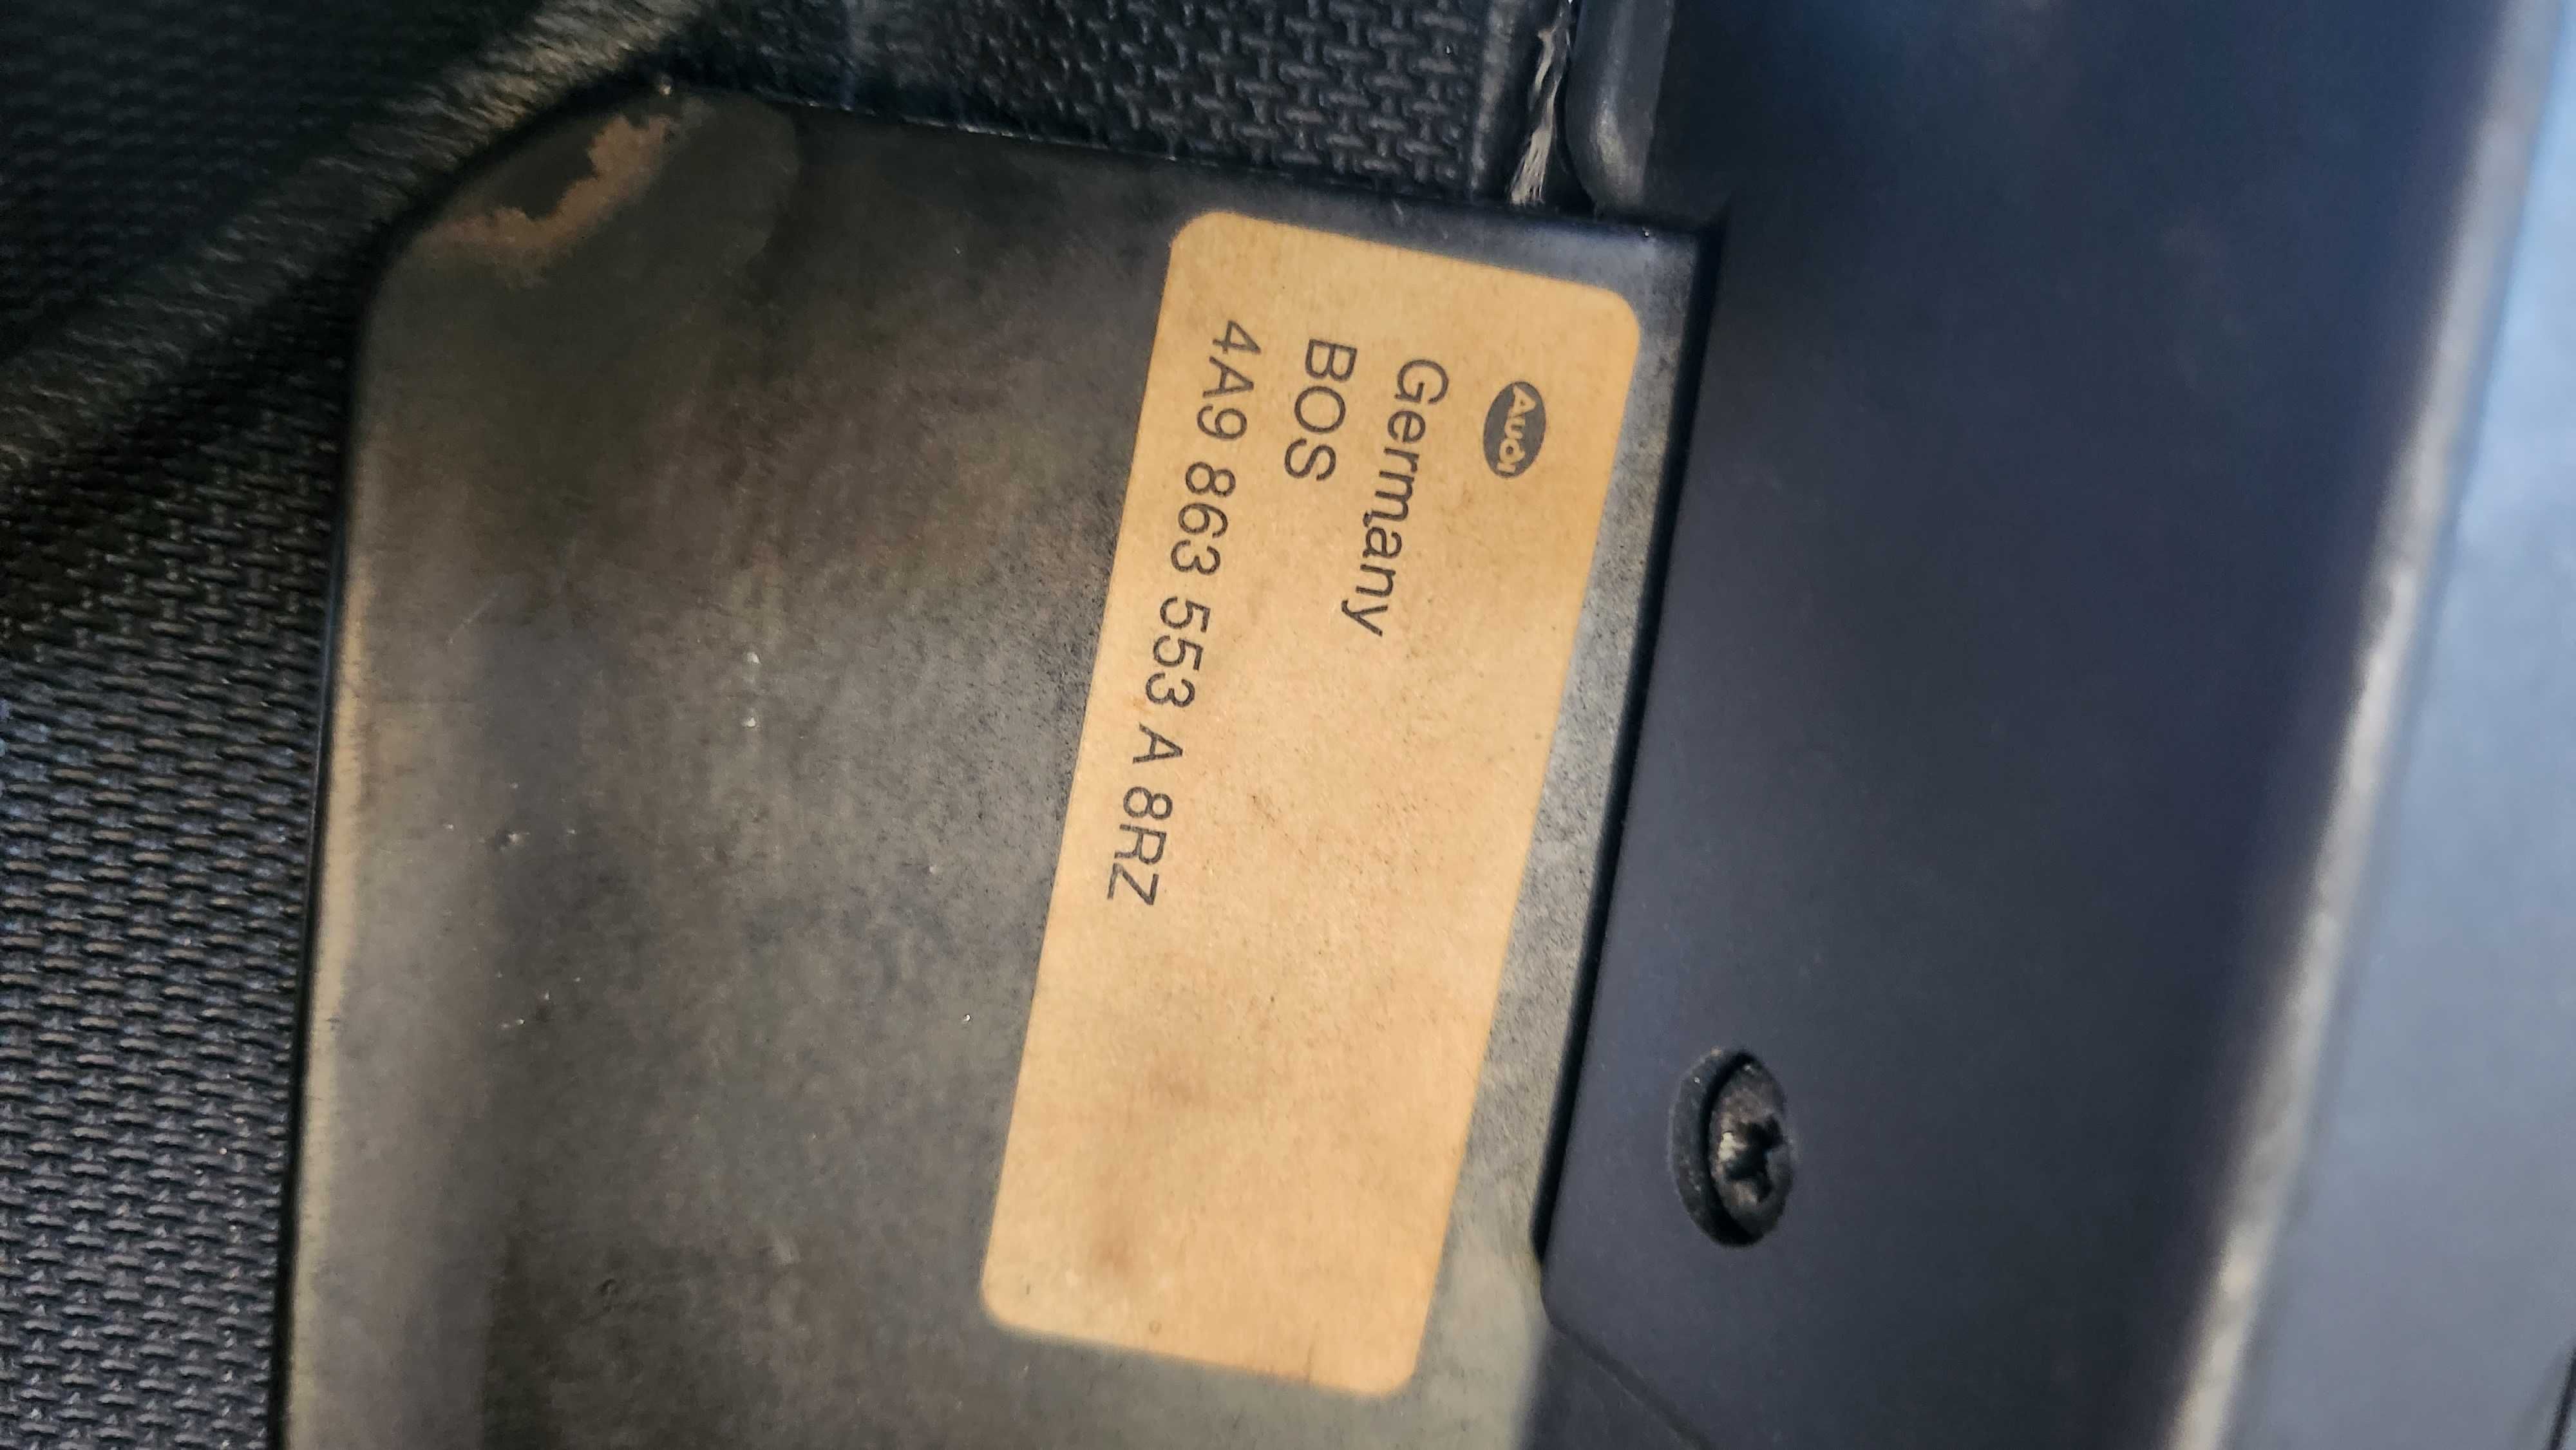 Audi
Germany
BOS
4A9 863 553 A 8RZ